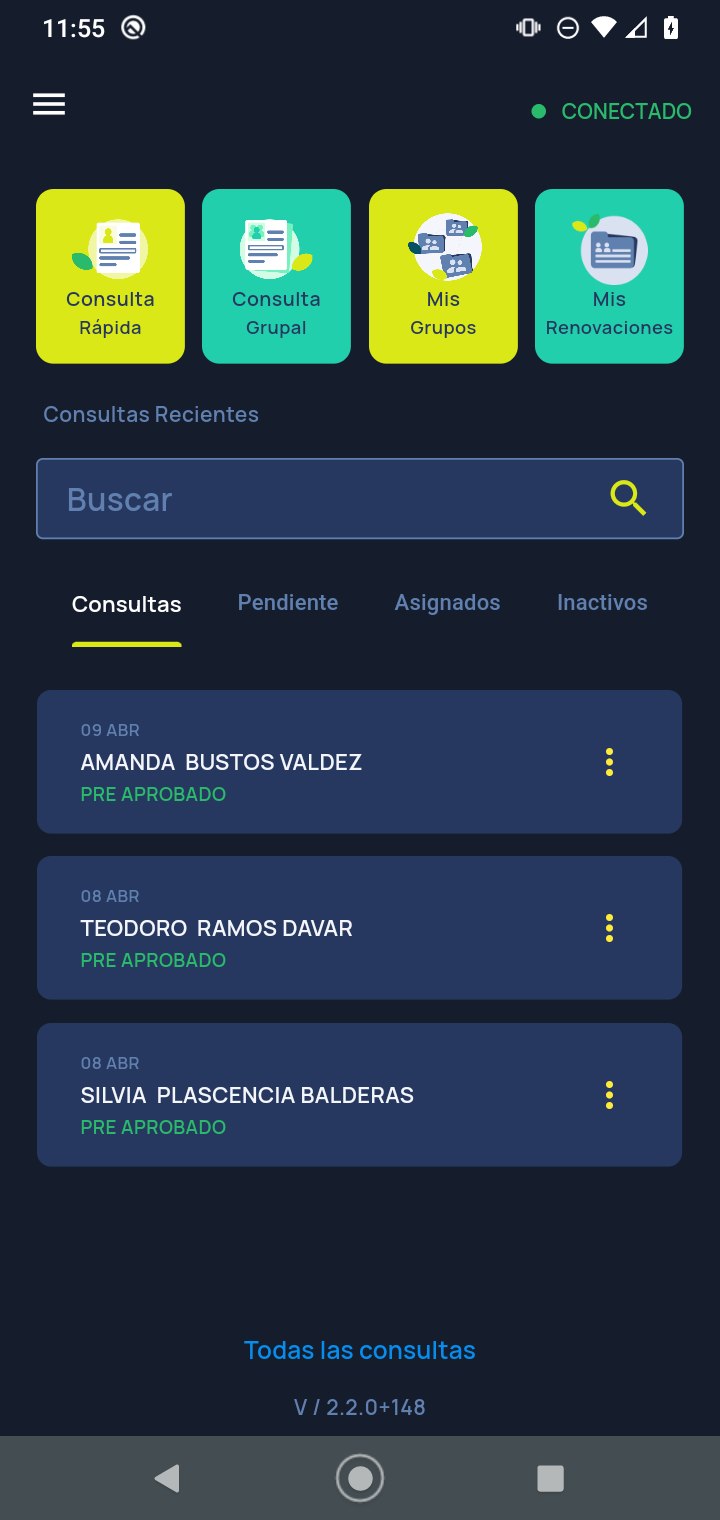 11:55
CONECTADO
Consulta
Rápida
Consulta
Grupal
Mis
Grupos
Mis
Renovaciones
Consultas Recientes
Buscar
Consultas Pendiente Asignados Inactivos
09 ABR
AMANDA BUSTOS VALDEZ
PRE APROBADO
08 ABR
TEODORO RAMOS DAVAR
PRE APROBADO
08 ABR
SILVIA PLASCENCIA BALDERAS
PRE APROBADO
Todas las consultas
V / 2.2.0+148